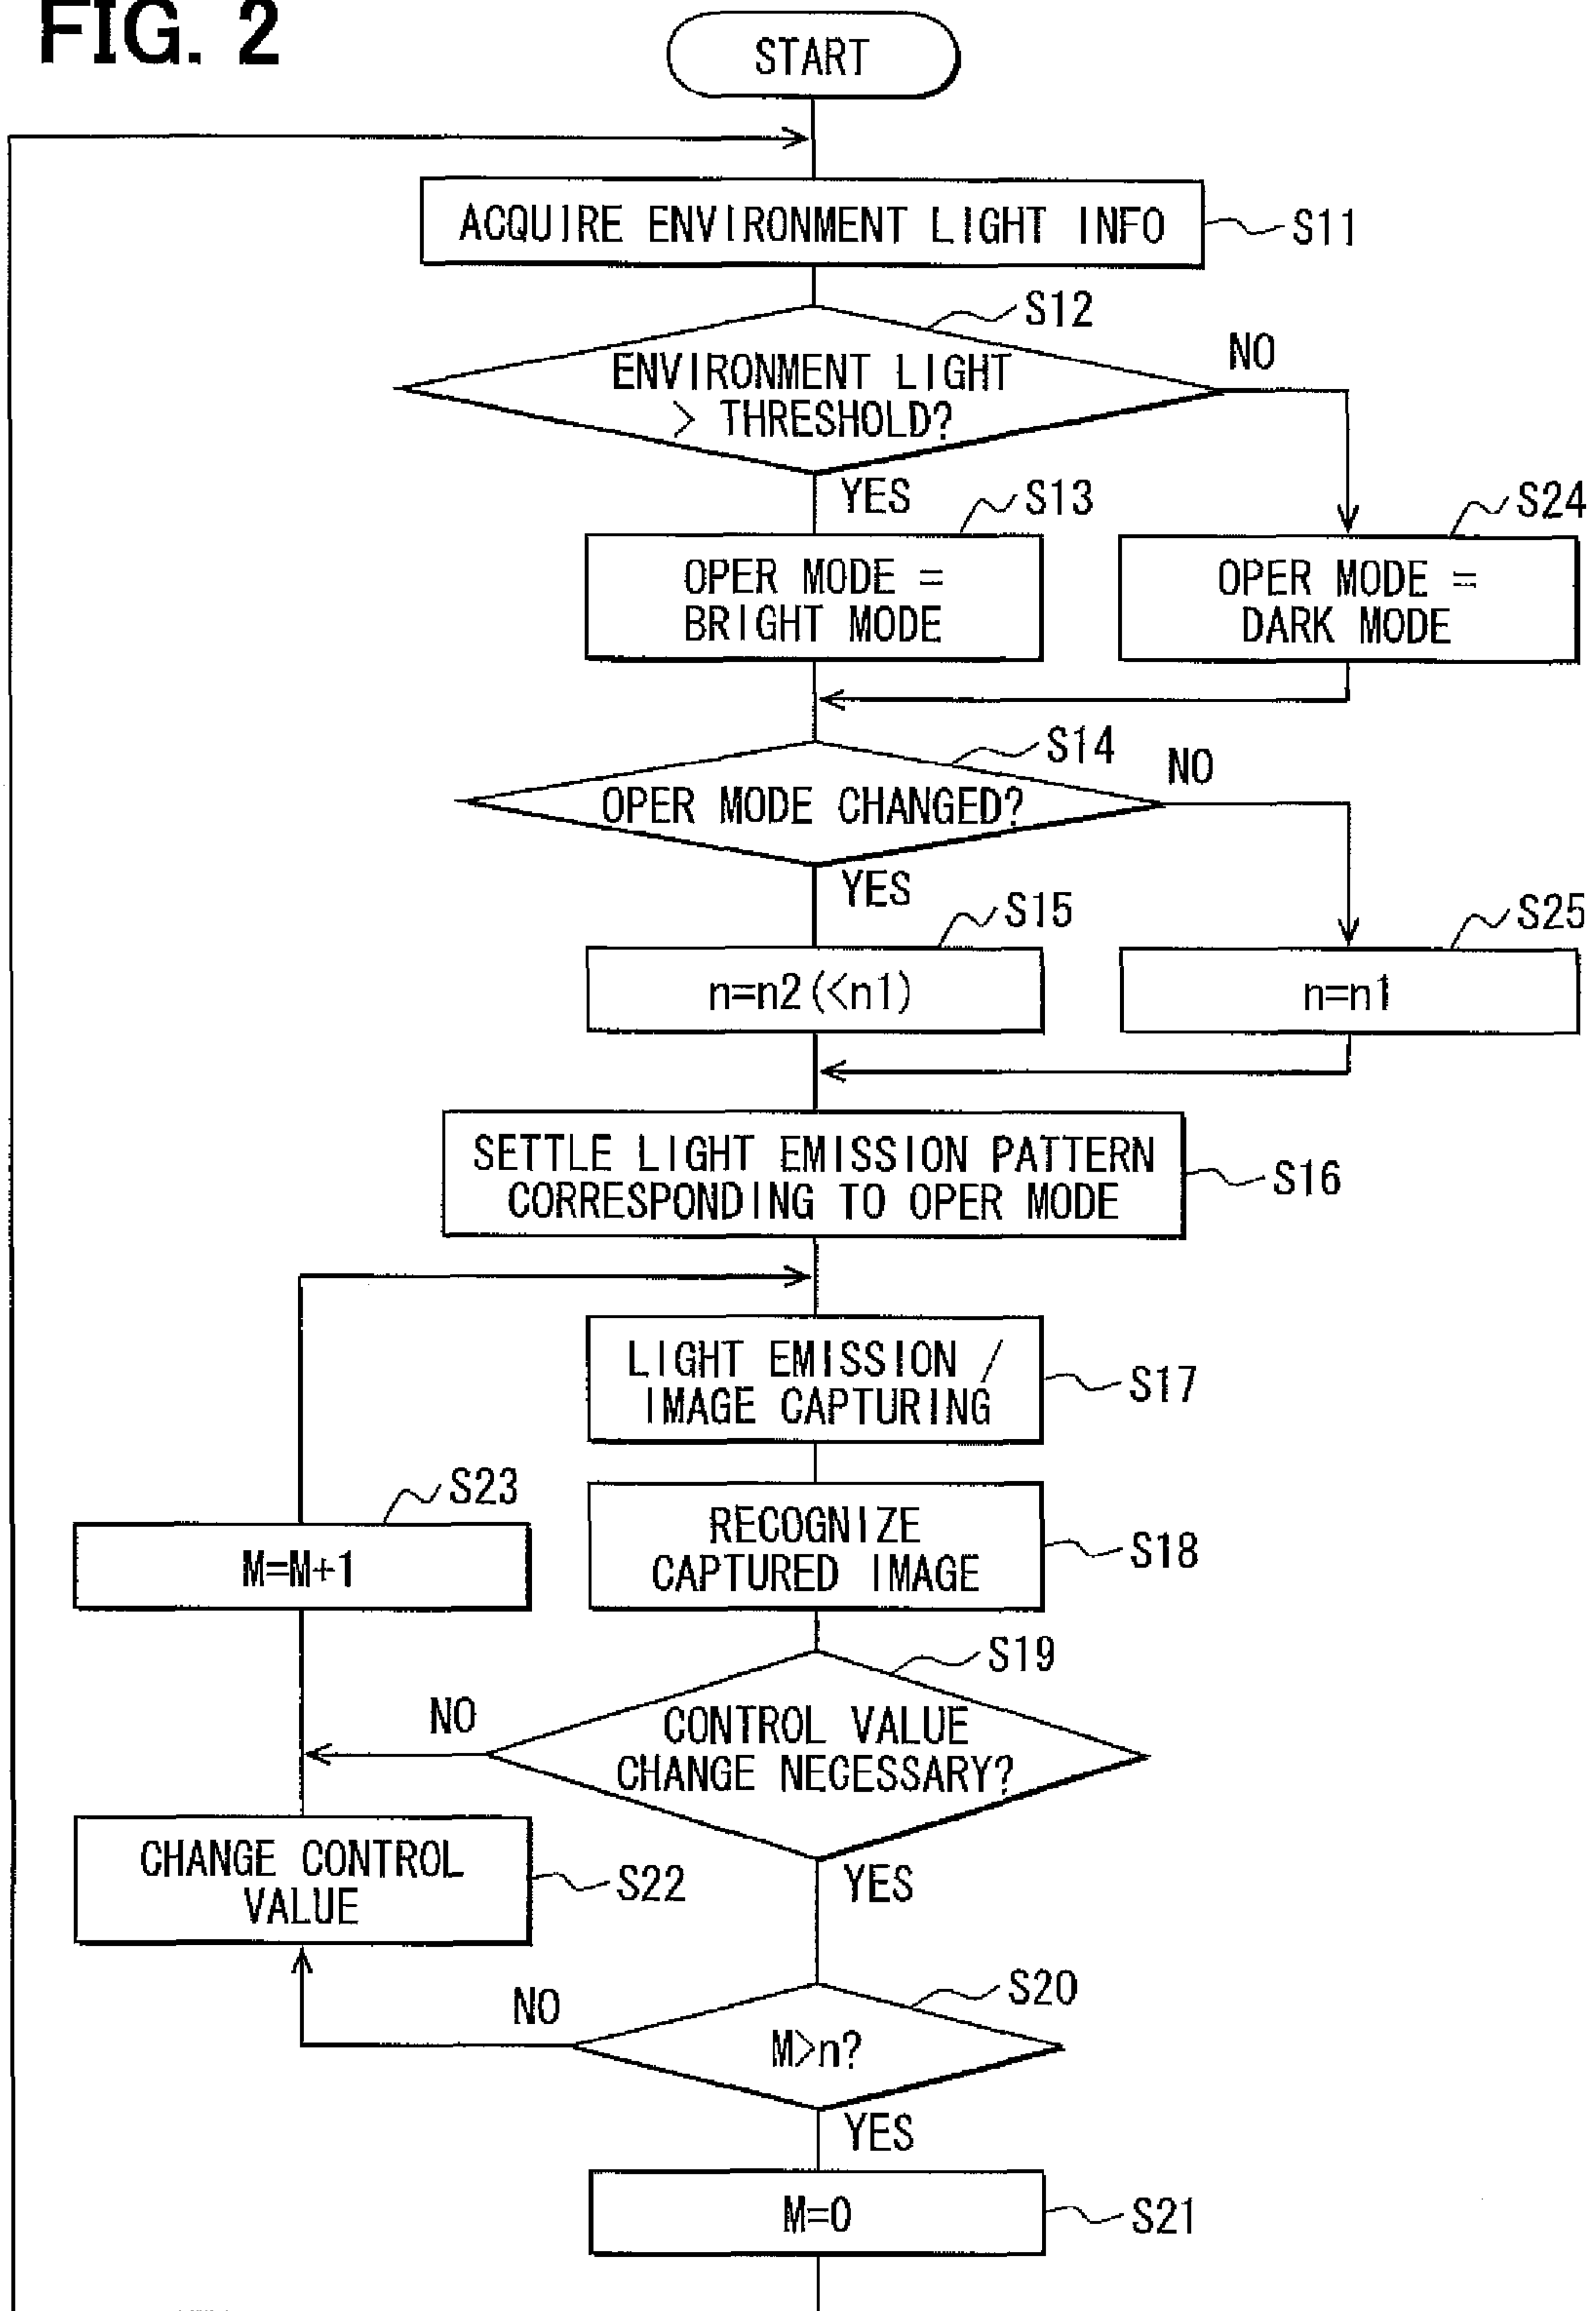 FIG. 2
START
ACQUIRE ENVIRONMENT LIGHT INFO
S11
S12
ENVIRONMENT LIGHT
> THRESHOLD?
NO
YES
S13
S24
OPER MODE =
BRIGHT MODE
OPER MODE =
DARK MODE
S14
NO
OPER MODE CHANGED?
YES
S15
S25
n=n2(<n1)
n=n1
SETTLE LIGHT EMISSION PATTERN
CORRESPONDING TO OPER MODE
S16
LIGHT EMISSION /
IMAGE CAPTURING
S17
S23
M=M+1
RECOGNIZE
CAPTURED IMAGE
S18
S19
NO
CONTROL VALUE
CHANGE NECESSARY?
YES
CHANGE CONTROL
VALUE
S22
S20
NO
M>n?
YES
M=0
S21